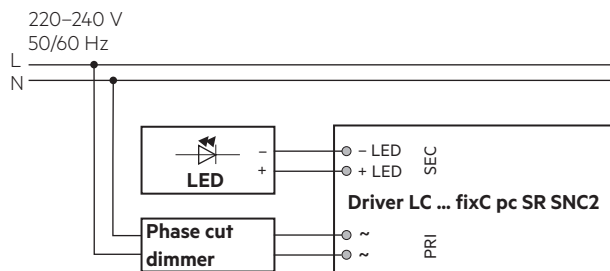 220–240 V
50/60 Hz
L
N
–
+
LED
– LED
+ LED
SEC
Driver LC ... fixC pc SR SNC2
Phase cut
dimmer
~
~
PRI